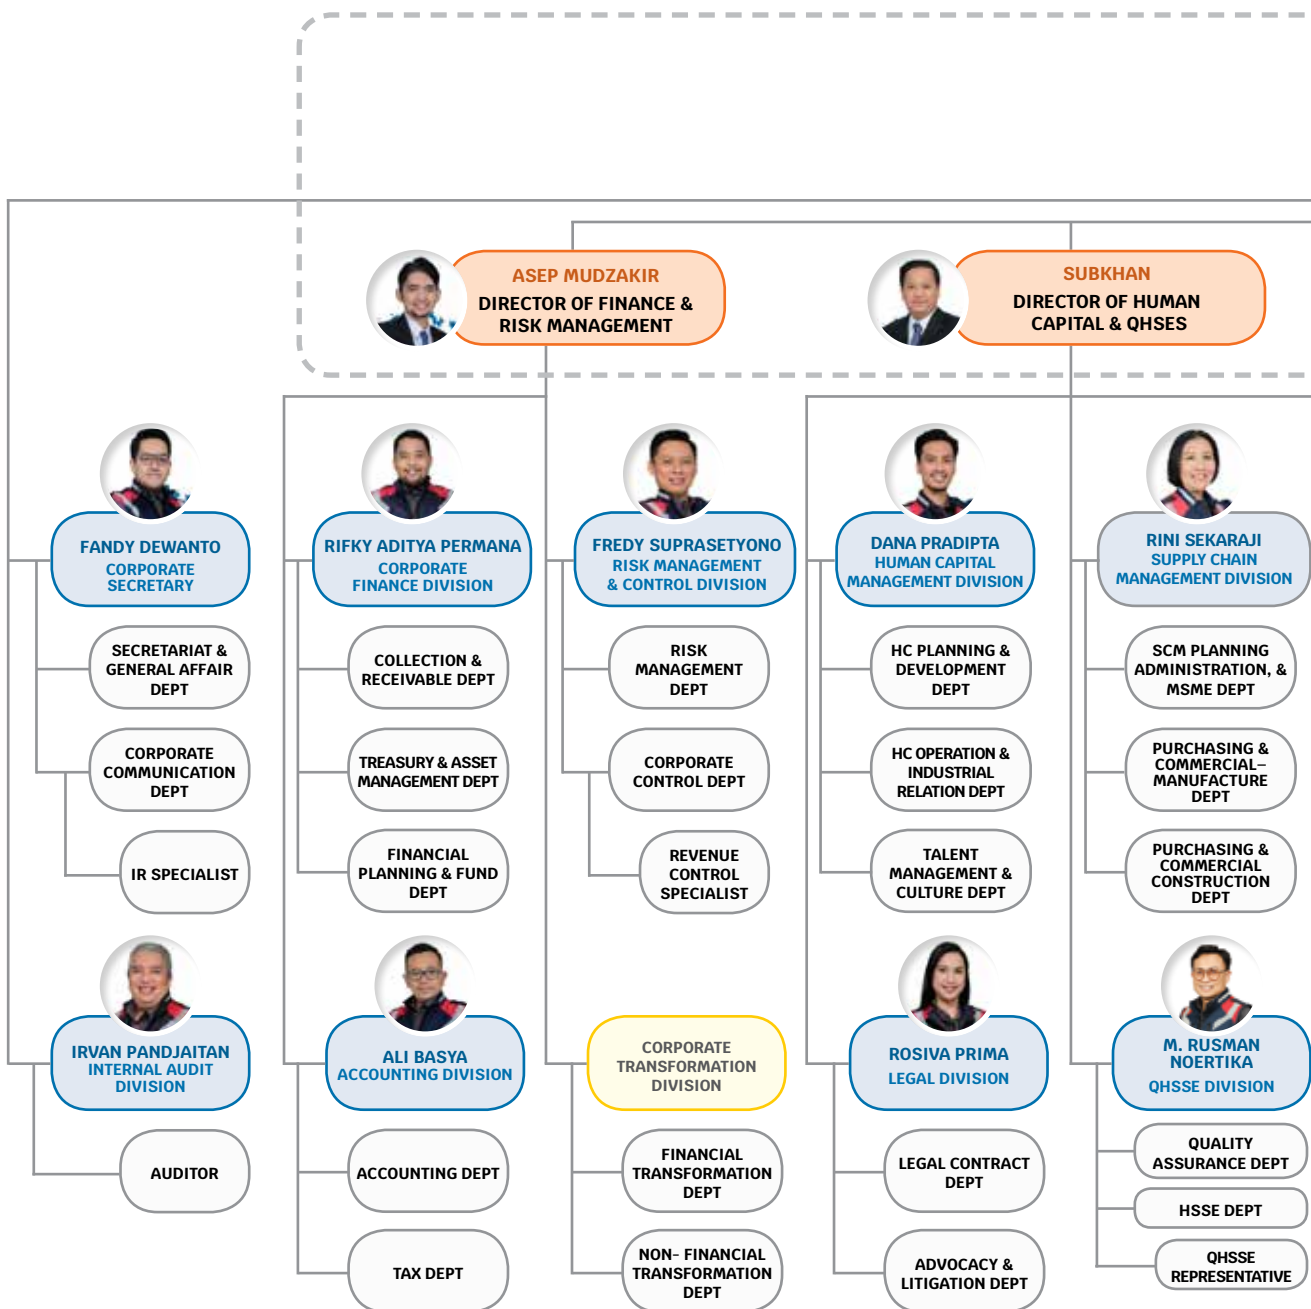 ASEP MUDZAKIR
DIRECTOR OF FINANCE &
RISK MANAGEMENT
SUBKHAN
DIRECTOR OF HUMAN
CAPITAL & QHSES
FANDY DEWANTO
CORPORATE
SECRETARY
SECRETARIAT &
GENERAL AFFAIR
DEPT
CORPORATE
COMMUNICATION
DEPT
IR SPECIALIST
IRVAN PANDJAITAN
INTERNAL AUDIT
DIVISION
AUDITOR
RIFKY ADITYA PERMANA
CORPORATE
FINANCE DIVISION
COLLECTION &
RECEIVABLE DEPT
TREASURY & ASSET
MANAGEMENT DEPT
FINANCIAL
PLANNING & FUND
DEPT
ALI BASYA
ACCOUNTING DIVISION
ACCOUNTING DEPT
TAX DEPT
FREDY SUPRASETYONO
RISK MANAGEMENT
& CONTROL DIVISION
RISK
MANAGEMENT
DEPT
CORPORATE
CONTROL DEPT
REVENUE
CONTROL
SPECIALIST
CORPORATE
TRANSFORMATION
DIVISION
FINANCIAL
TRANSFORMATION
DEPT
NON- FINANCIAL
TRANSFORMATION
DEPT
DANA PRADIPTA
HUMAN CAPITAL
MANAGEMENT DIVISION
HC PLANNING &
DEVELOPMENT
DEPT
HC OPERATION &
INDUSTRIAL
RELATION DEPT
TALENT
MANAGEMENT &
CULTURE DEPT
ROSIVA PRIMA
LEGAL DIVISION
LEGAL CONTRACT
DEPT
ADVOCACY &
LITIGATION DEPT
RINI SEKARAJI
SUPPLY CHAIN
MANAGEMENT DIVISION
SCM PLANNING
ADMINISTRATION, &
MSME DEPT
PURCHASING &
COMMERCIAL–
MANUFACTURE
DEPT
PURCHASING &
COMMERCIAL
CONSTRUCTION
DEPT
M. RUSMAN
NOERTIKA
QHSSE DIVISION
QUALITY
ASSURANCE DEPT
HSSE DEPT
QHSSE
REPRESENTATIVE